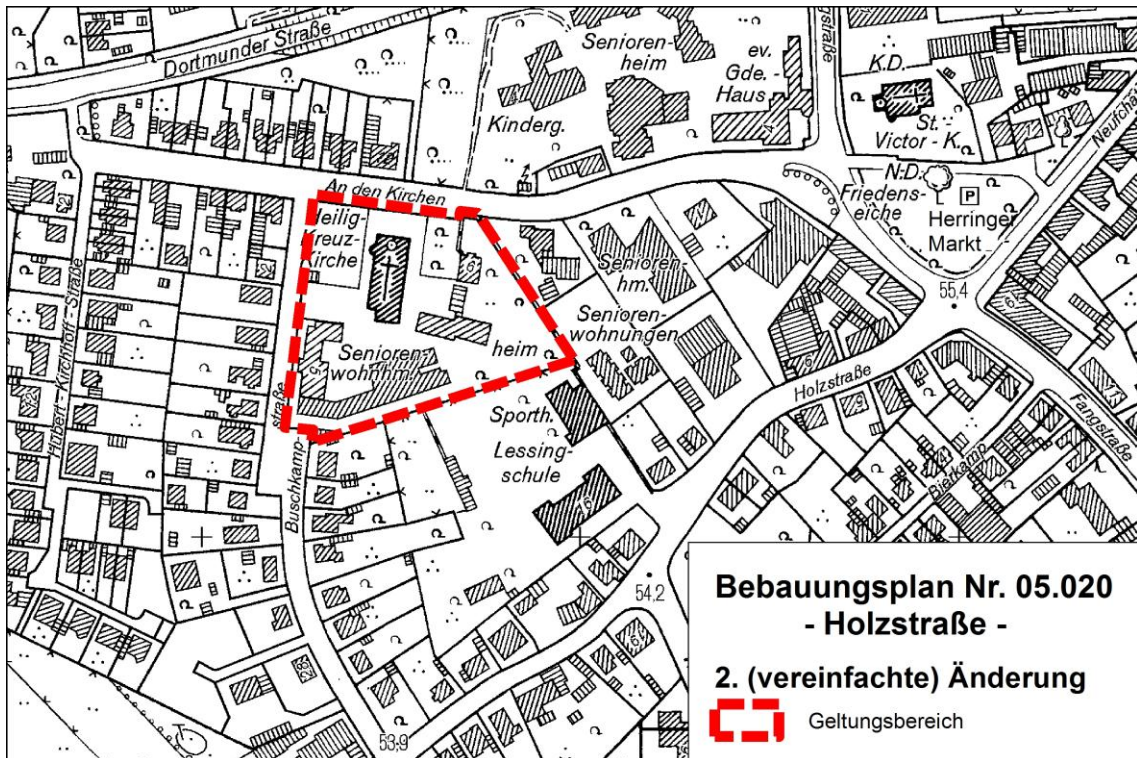 Dortmunder Straße
Senioren-
heim
ev.
Gde.-
Haus
Kinderg.
K.D.
St.
Victor - K.
N.D.
Friedens-
eiche
P
Herringer
Markt
55,4
An den Kirchen
Heilig-
Kreuz-
Kirche
Senioren-
hm.
Senioren-
wohnungen
heim
Senioren-
wohnhm.
Hubert-Kirchhoff-Straße
Buschkamp-
straße
Sporth.
Lessing-
schule
Holzstraße
Bierkamp
Fangstraße
54,2
53,9
Bebauungsplan Nr. 05.020
- Holzstraße -
2. (vereinfachte) Änderung
Geltungsbereich